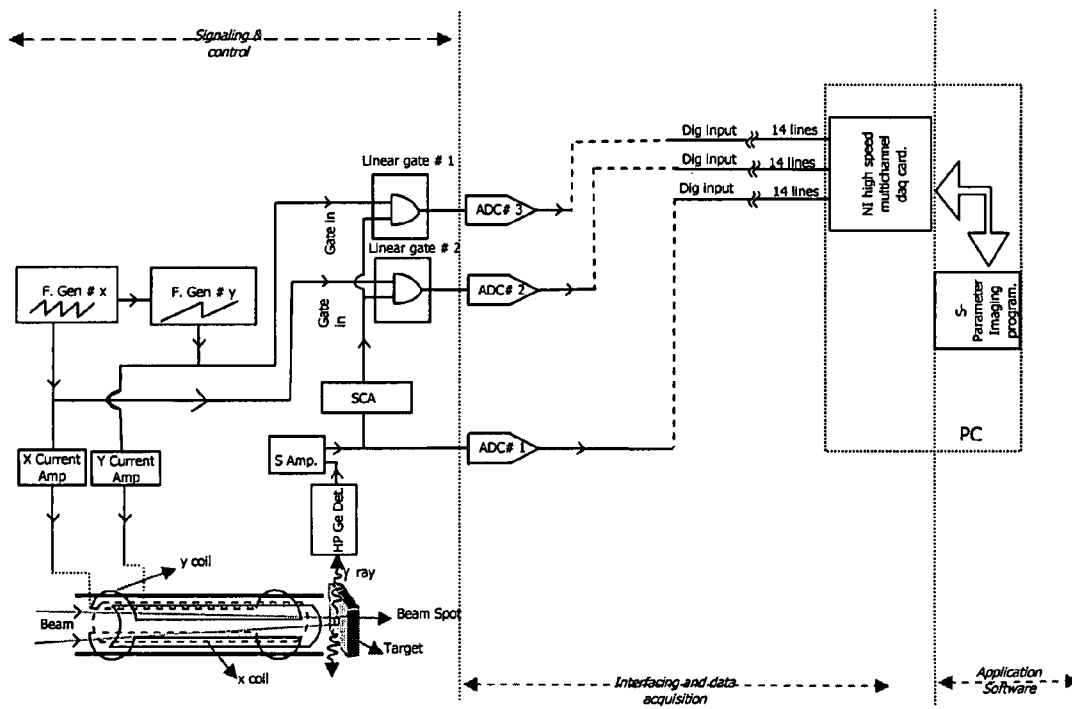 Signaling &
control
Dig input
14 lines
Dig input
14 lines
Dig input
14 lines
NI high speed
multichannel
daq card.
Linear gate # 1
Gate in
ADC# 3
Linear gate # 2
Gate
in
ADC# 2
F. Gen # x
F. Gen # y
S-
Parameter
Imaging
program.
SCA
PC
X Current
Amp
Y Current
Amp
S Amp.
ADC# 1
HP Ge Det.
y coil
γ ray
Beam Spot
Beam
Target
x coil
Interfacing and data
acquisition
Application
Software